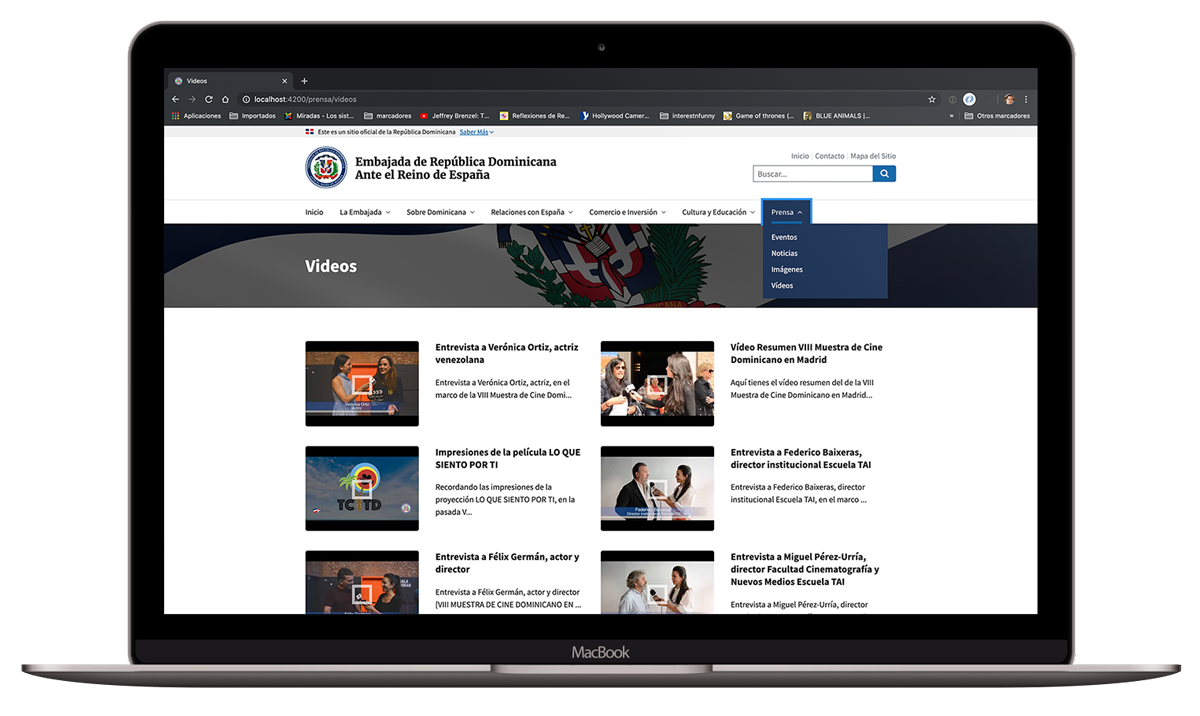 Videos
localhost:4200/prensa/videos
Aplicaciones
Importados
Miradas - Los sist...
marcadores
Jeffrey Brenzel: T...
Reflexiones de Re...
Hollywood Camer...
interestnfunny
Game of thrones (...
BLUE ANIMALS |...
»
Otros marcadores
Este es un sitio oficial de la República Dominicana Saber Más
Embajada de República Dominicana
Ante el Reino de España
Inicio | Contacto | Mapa del Sitio
Buscar...
Inicio
La Embajada
Sobre Dominicana
Relaciones con España
Comercio e Inversión
Cultura y Educación
Prensa
Eventos
Noticias
Imágenes
Vídeos
Videos
Entrevista a Verónica Ortiz, actriz
venezolana
Entrevista a Verónica Ortiz, actriz, en el
marco de la VIII Muestra de Cine Domi...
Vídeo Resumen VIII Muestra de Cine
Dominicano en Madrid
Aquí tienes el vídeo resumen del de la VIII
Muestra de Cine Dominicano en Madrid...
Impresiones de la película LO QUE
SIENTO POR TI
Recordando las impresiones de la
proyección LO QUE SIENTO POR TI, en la
pasada V...
Entrevista a Federico Baixeras,
director institucional Escuela TAI
Entrevista a Federico Baixeras, director
institucional Escuela TAI, en el marco ...
Entrevista a Félix Germán, actor y
director
Entrevista a Félix Germán, actor y director
[VIII MUESTRA DE CINE DOMINICANO EN ...
Entrevista a Miguel Pérez-Urría,
director Facultad Cinematografía y
Nuevos Medios Escuela TAI
Entrevista a Miguel Pérez-Urría, director
MacBook